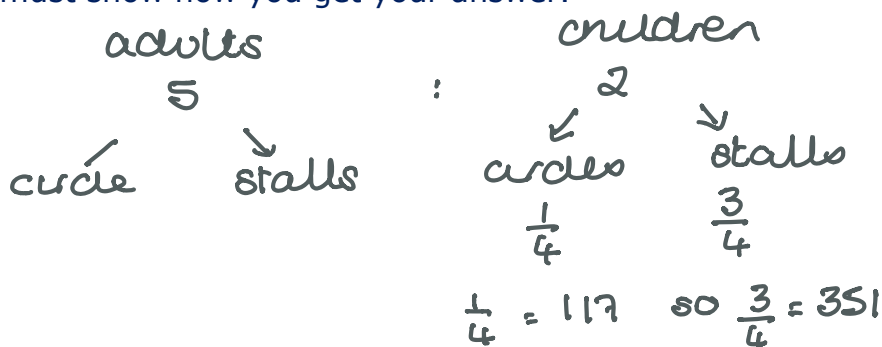 must show how you get your answer.
adults children
5 : 2
circle stalls circles stalls
1/4 3/4
1/4 = 117 so 3/4 = 351